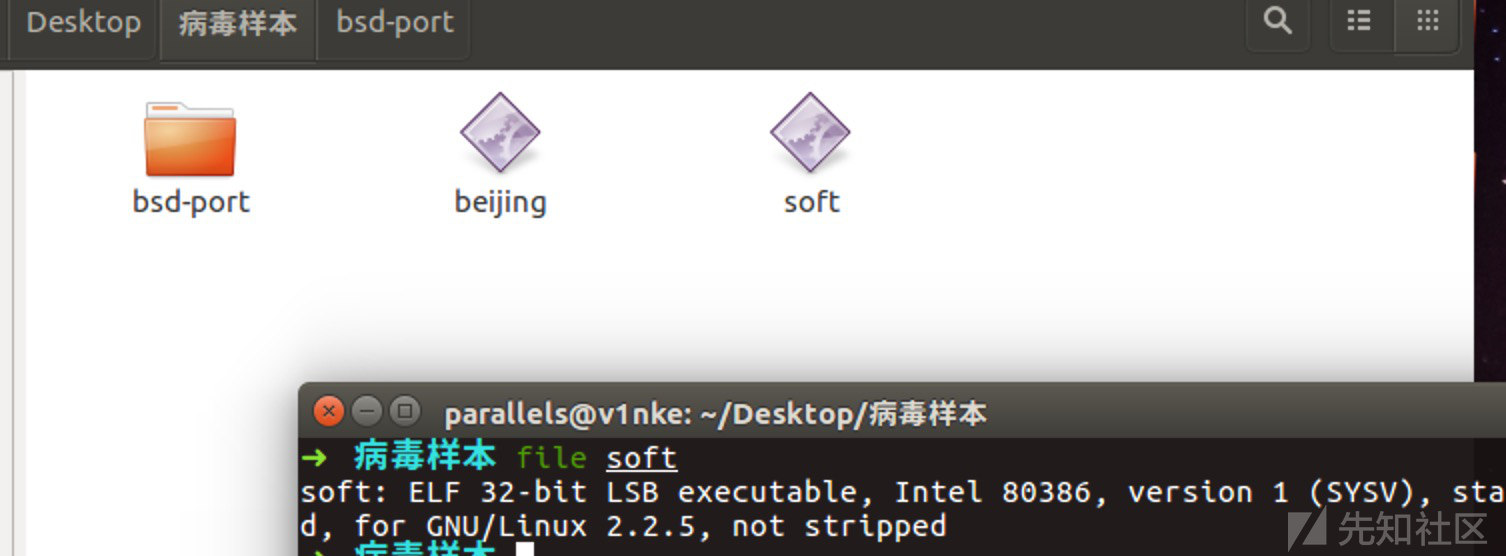 Desktop 病毒样本 bsd-port
bsd-port beijing soft
parallels@v1nke: ~/Desktop/病毒样本
→ 病毒样本 file soft
soft: ELF 32-bit LSB executable, Intel 80386, version 1 (SYSV), sta
d, for GNU/Linux 2.2.5, not stripped
→ 病毒样本
先知社区